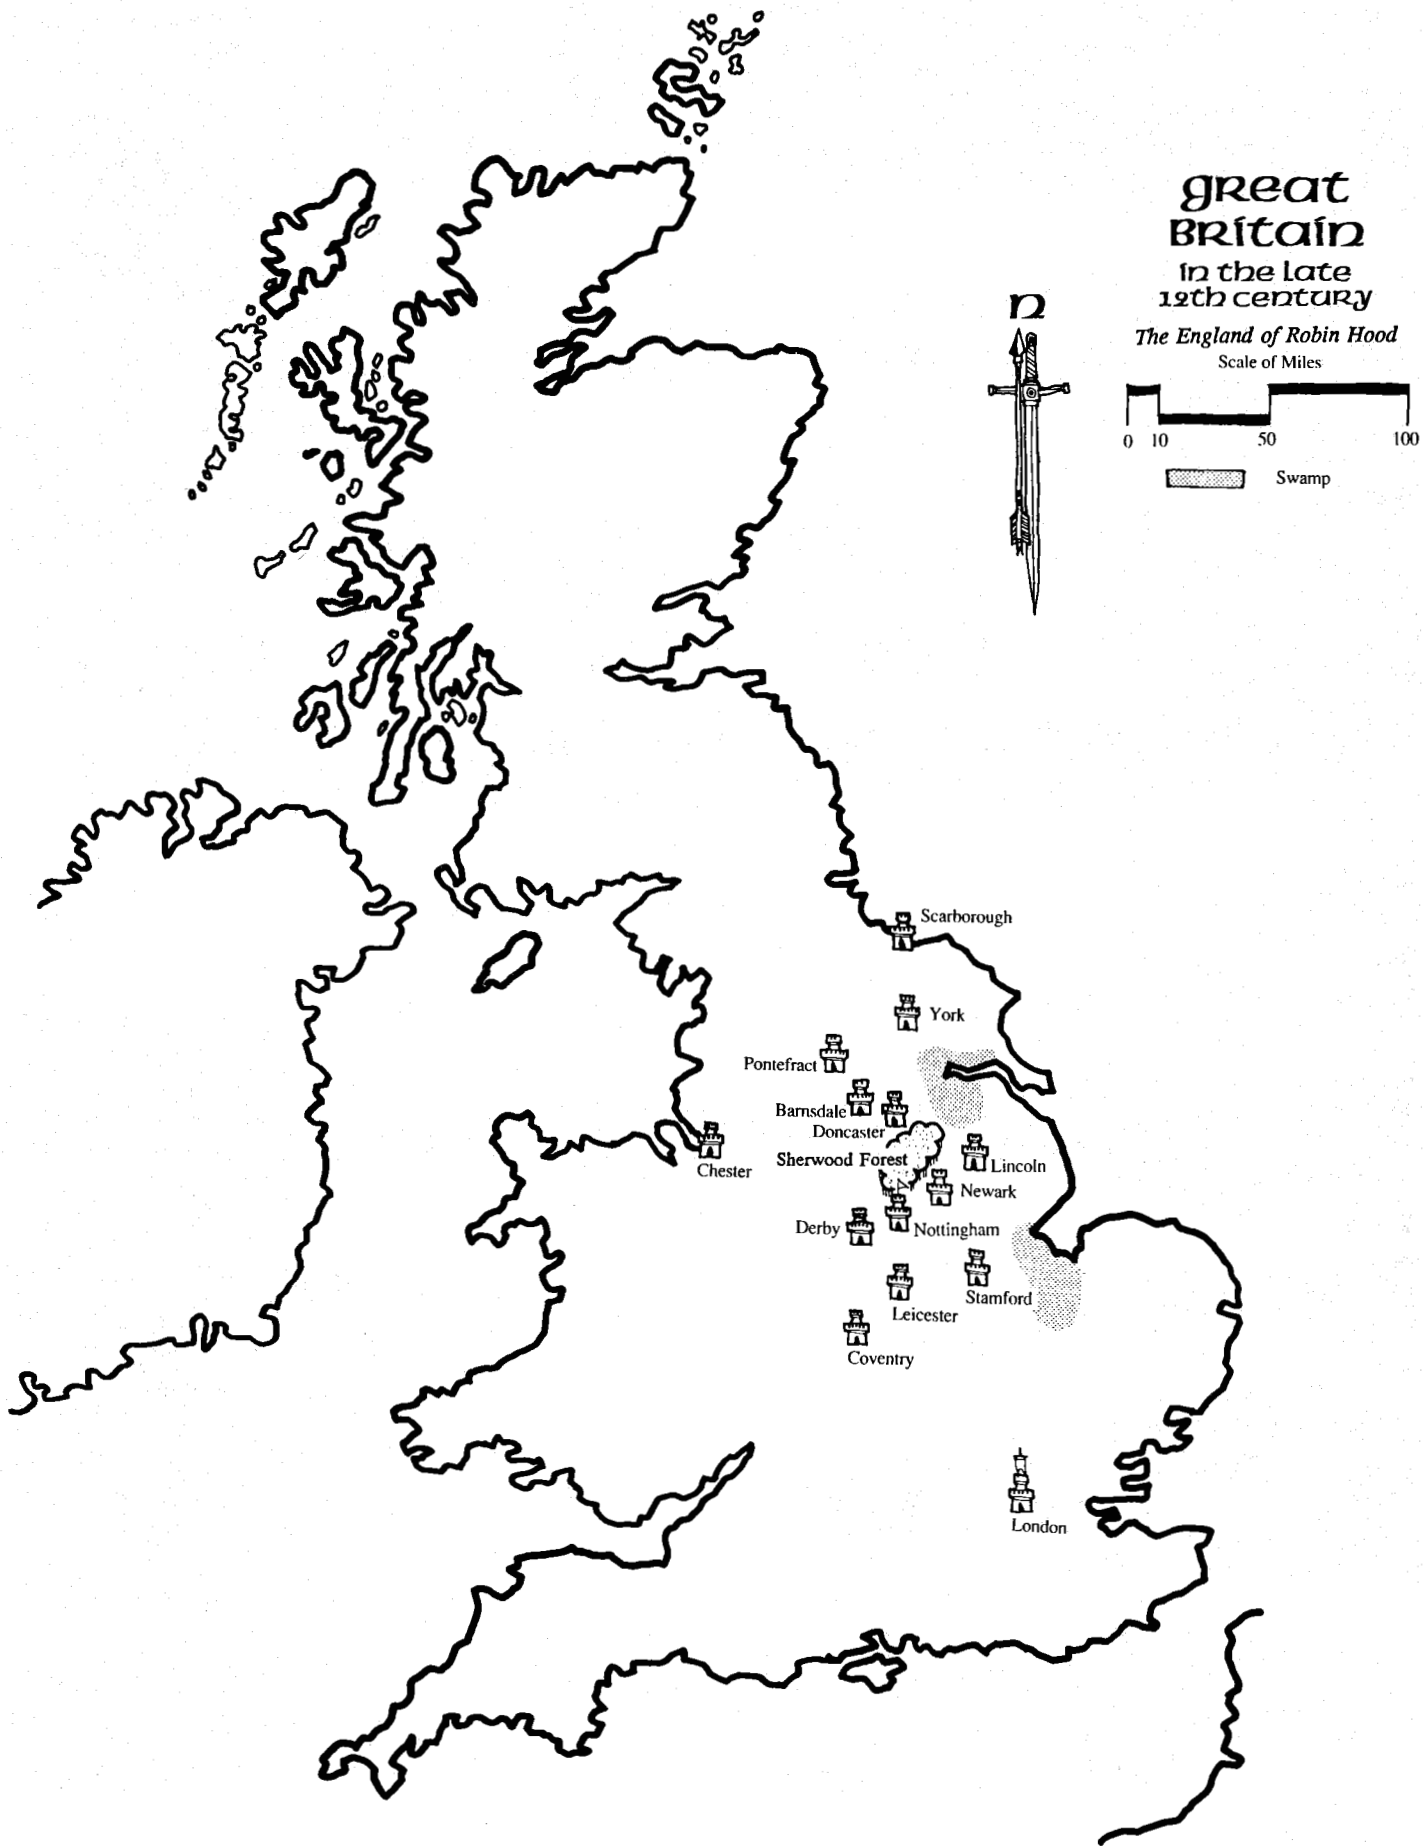 GREAT
BRITAIN
in the late
12th century
The England of Robin Hood
Scale of Miles
0 10 50 100
Swamp
N
Scarborough
York
Pontefract
Barnsdale
Doncaster
Sherwood Forest
Lincoln
Chester
Newark
Derby
Nottingham
Stamford
Leicester
Coventry
London